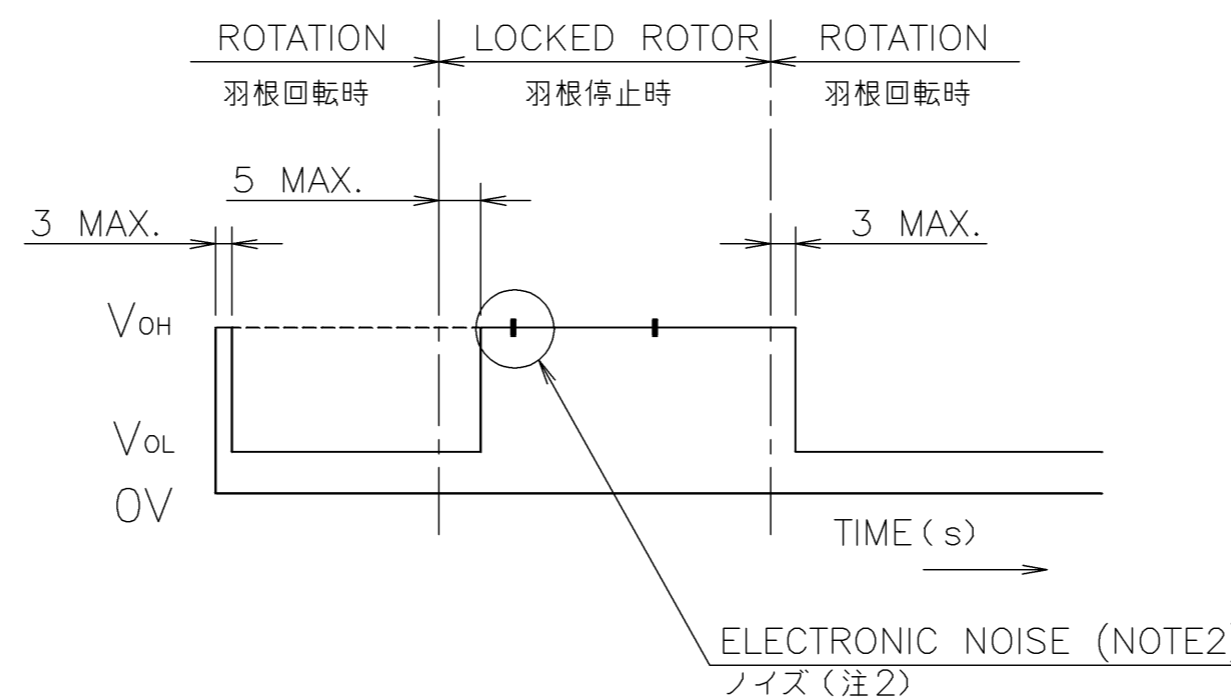 ROTATION LOCKED ROTOR ROTATION
羽根回転時 羽根停止時 羽根回転時
5 MAX.
3 MAX. 3 MAX.
VOH
VOL
0V
TIME(s)
ELECTRONIC NOISE (NOTE2)
ノイズ(注2)